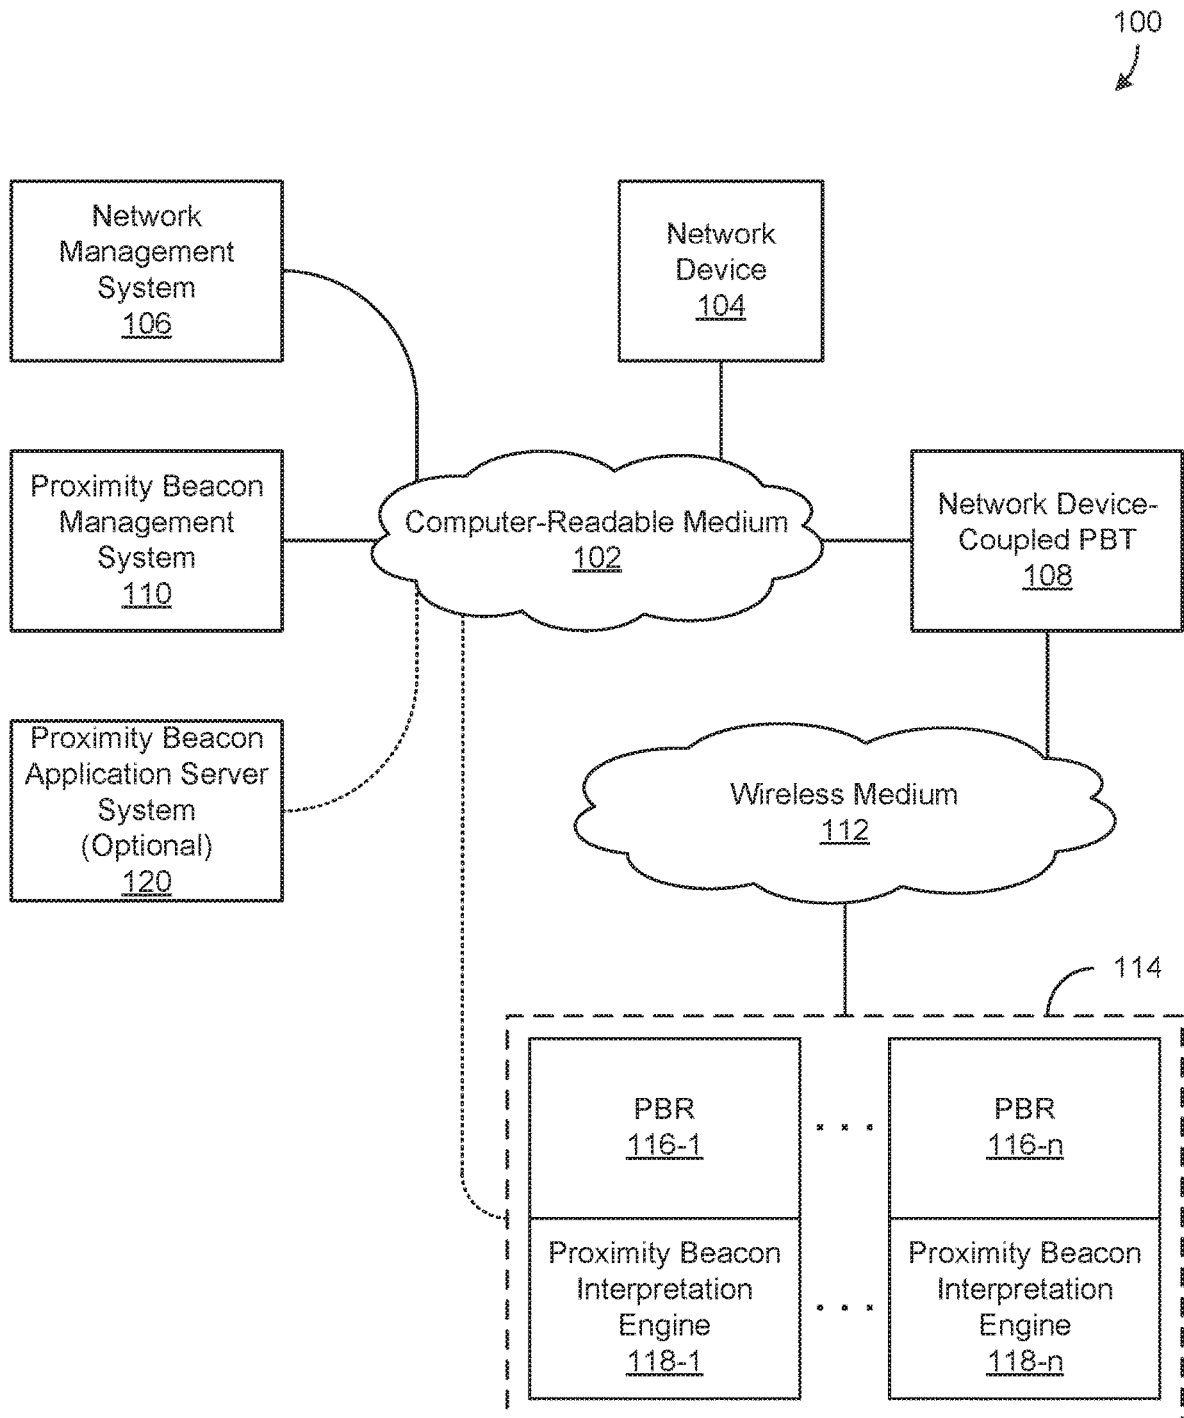 100
Network
Management
System
106
Network
Device
104
Proximity Beacon
Management
System
110
Computer-Readable Medium
102
Network Device-
Coupled PBT
108
Proximity Beacon
Application Server
System
(Optional)
120
Wireless Medium
112
114
PBR
116-1
. . .
PBR
116-n
Proximity Beacon
Interpretation
Engine
118-1
. . .
Proximity Beacon
Interpretation
Engine
118-n